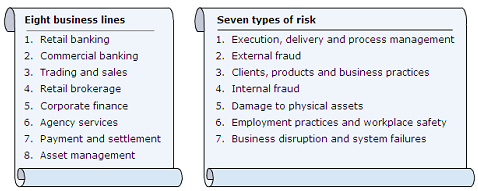 Eight business lines
1. Retail banking
2. Commercial banking
3. Trading and sales
4. Retail brokerage
5. Corporate finance
6. Agency services
7. Payment and settlement
8. Asset management
Seven types of risk
1. Execution, delivery and process management
2. External fraud
3. Clients, products and business practices
4. Internal fraud
5. Damage to physical assets
6. Employment practices and workplace safety
7. Business disruption and system failures